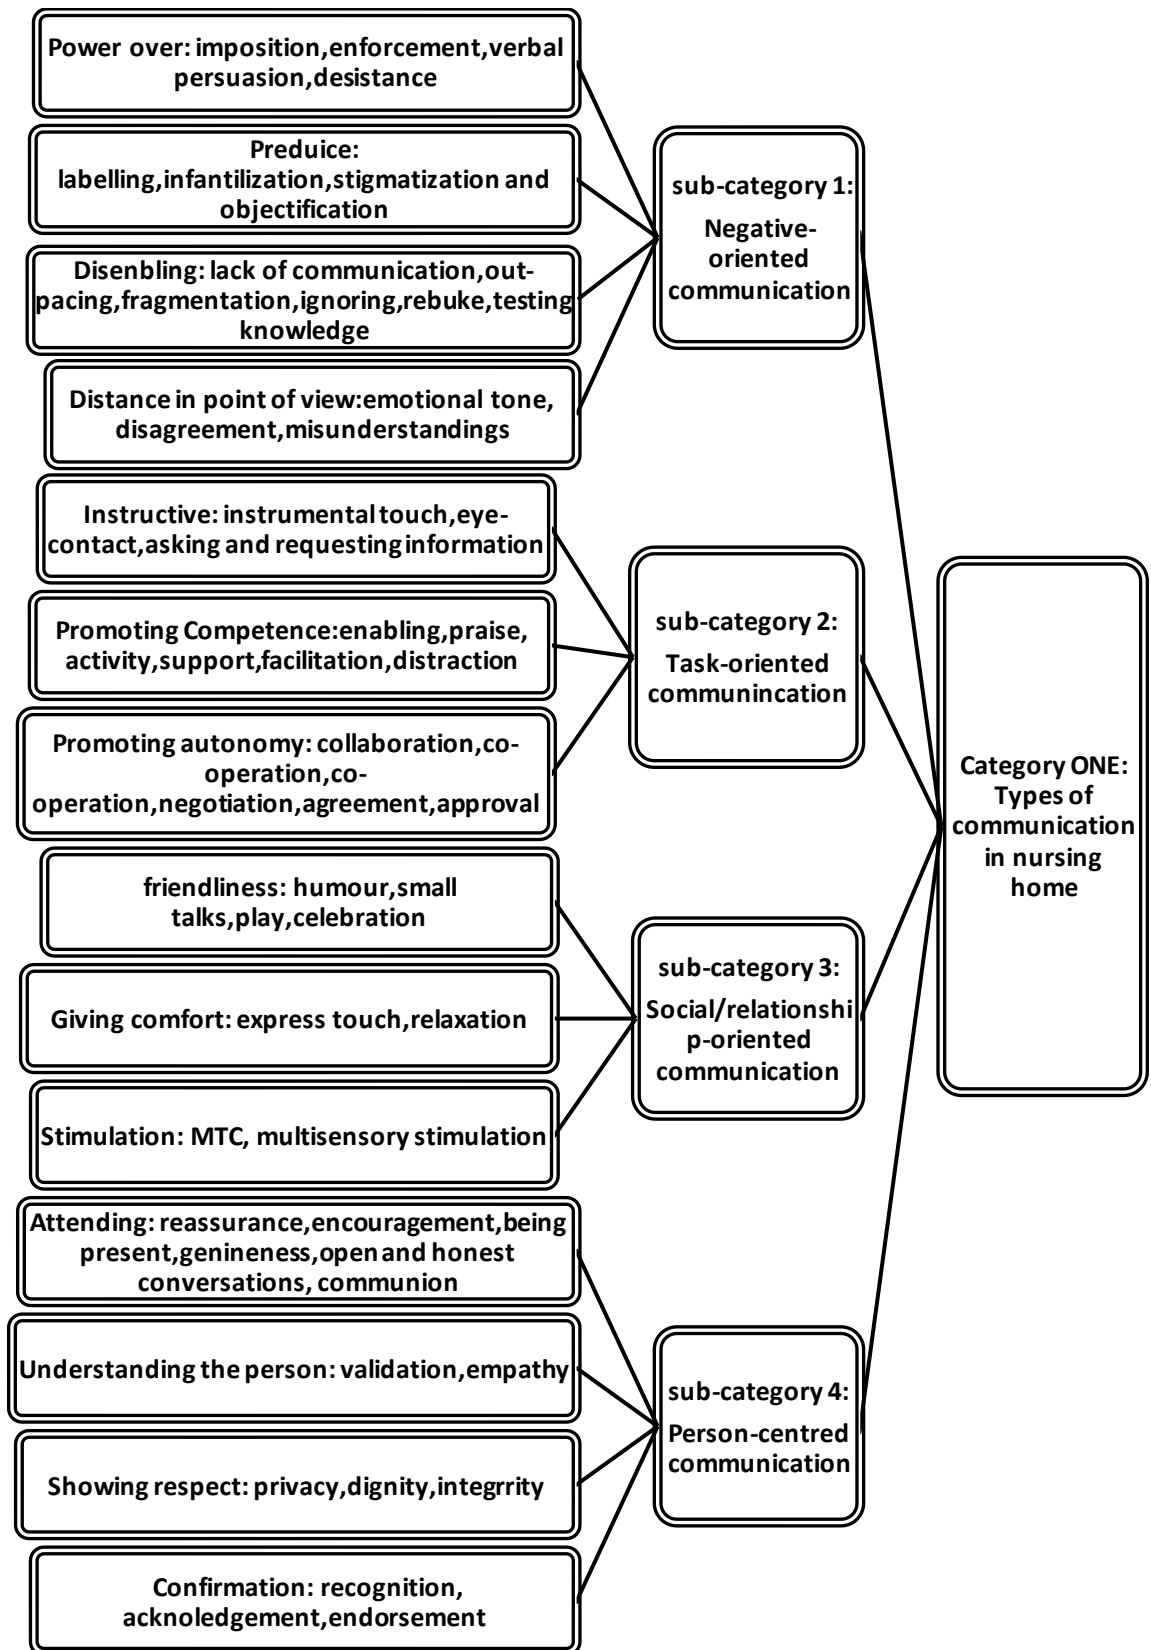 Power over: imposition,enforcement,verbal
persuasion,desistance
Preduice:
labelling,infantilization,stigmatization and
objectification
Disenbling: lack of communication,out-
pacing,fragmentation,ignoring,rebuke,testing
knowledge
Distance in point of view:emotional tone,
disagreement,misunderstandings
sub-category 1:
Negative-
oriented
communication
Instructive: instrumental touch,eye-
contact,asking and requesting information
Promoting Competence:enabling,praise,
activity,support,facilitation,distraction
Promoting autonomy: collaboration,co-
operation,co-
operation,negotiation,agreement,approval
sub-category 2:
Task-oriented
communincation
friendliness: humour,small
talks,play,celebration
Giving comfort: express touch,relaxation
Stimulation: MTC, multisensory stimulation
sub-category 3:
Social/relationshi
p-oriented
communication
Attending: reassurance,encouragement,being
present,genineness,open and honest
conversations, communion
Understanding the person: validation,empathy
Showing respect: privacy,dignity,integrrity
Confirmation: recognition,
acknoledgement,endorsement
sub-category 4:
Person-centred
communication
Category ONE:
Types of
communication
in nursing
home